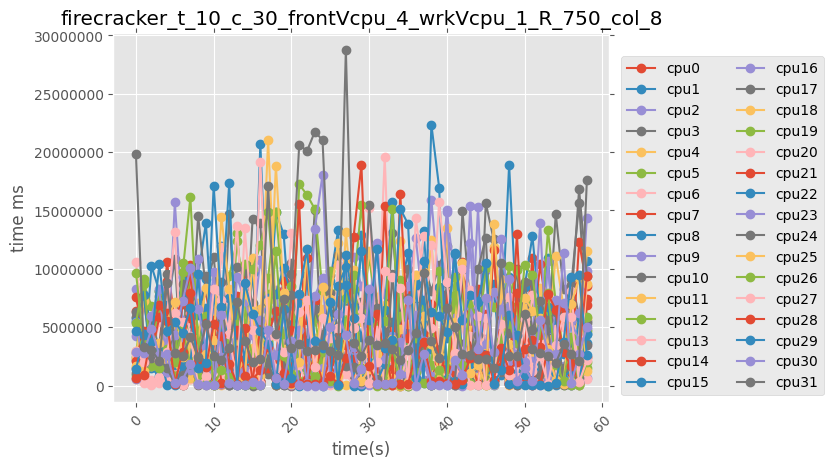 firecracker_t_10_c_30_frontVcpu_4_wrkVcpu_1_R_750_col_8
30000000
25000000
20000000
15000000
10000000
5000000
0
time ms
0
10
20
30
40
50
60
time(s)
cpu0
cpu1
cpu2
cpu3
cpu4
cpu5
cpu6
cpu7
cpu8
cpu9
cpu10
cpu11
cpu12
cpu13
cpu14
cpu15
cpu16
cpu17
cpu18
cpu19
cpu20
cpu21
cpu22
cpu23
cpu24
cpu25
cpu26
cpu27
cpu28
cpu29
cpu30
cpu31